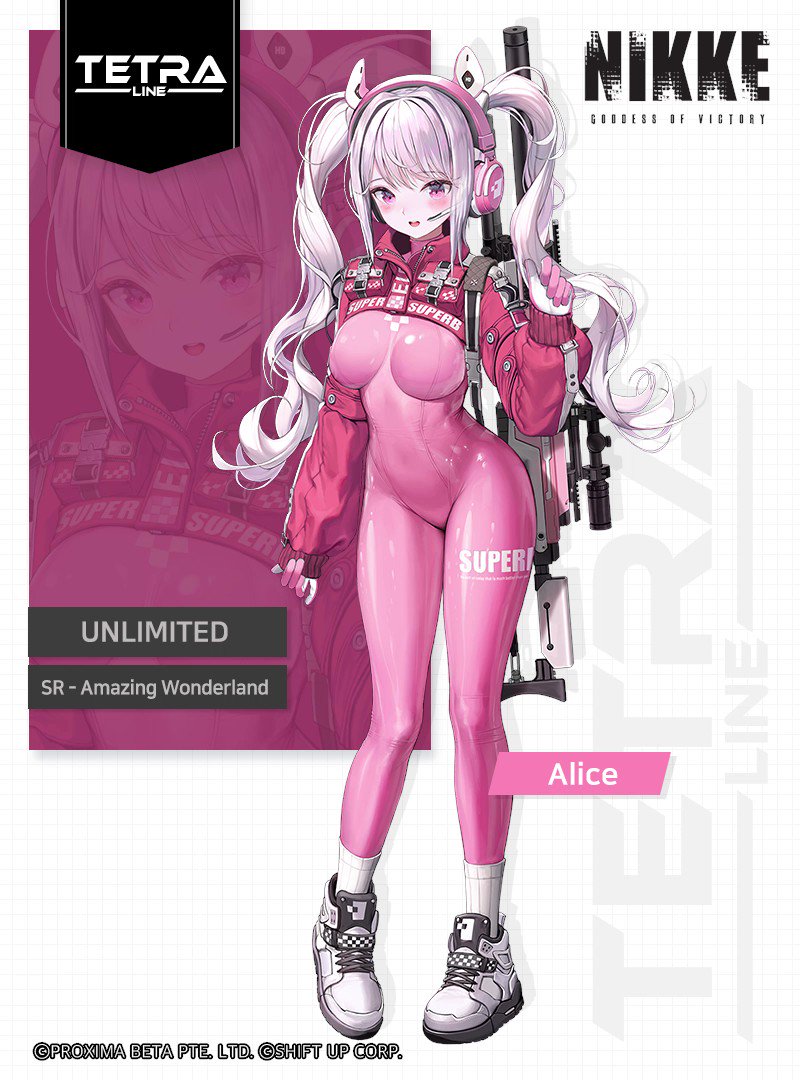 TETRA
LINE
NIKKE
GODDESS OF VICTORY
SUPER
SUPERB
SUPER
SUPER
SUPER
UNLIMITED
SR - Amazing Wonderland
Alice
TETRA
LINE
©PROXIMA BETA PTE. LTD. ©SHIFT UP CORP.